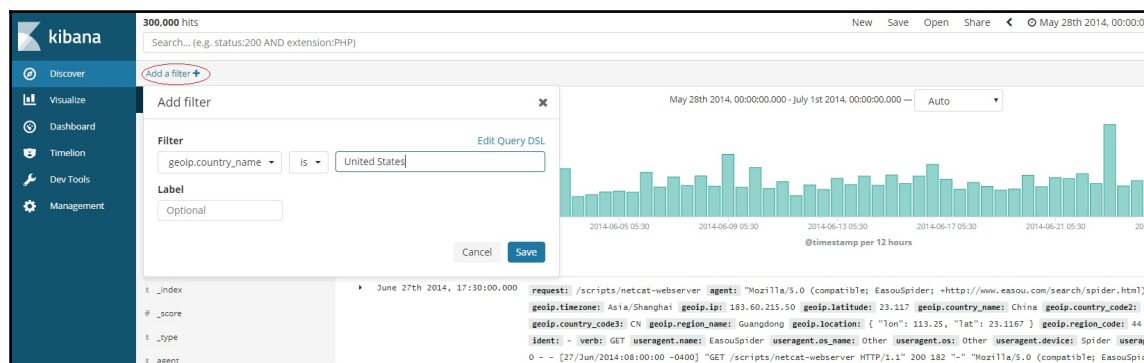 kibana
Discover
Visualize
Dashboard
Timelion
Dev Tools
Management
300,000 hits
New Save Open Share May 28th 2014, 00:00:0
Search... (e.g. status:200 AND extension:PHP)
Add a filter +
Add filter
Filter
Edit Query DSL
geoip.country_name is United States
Label
Optional
Cancel Save
May 28th 2014, 00:00:00.000 - July 1st 2014, 00:00:00.000 — Auto
2014-06-05 05:30 2014-06-09 05:30 2014-06-13 05:30 2014-06-17 05:30 2014-06-21 05:30 20
@timestamp per 12 hours
t _index
# _score
t _type
t agent
June 27th 2014, 17:30:00.000
request: /scripts/netcat-webserver agent: "Mozilla/5.0 (compatible; EasouSpider; +http://www.easou.com/search/spider.html)
geoip.timezone: Asia/Shanghai geoip.ip: 183.60.215.50 geoip.latitude: 23.117 geoip.country_name: China geoip.country_code2:
geoip.country_code3: CN geoip.region_name: Guangdong geoip.location: { "lon": 113.25, "lat": 23.1167 } geoip.region_code: 44
ident: - verb: GET useragent.name: EasouSpider useragent.os_name: Other useragent.os: Other useragent.device: Spider usera
0 - - [27/Jun/2014:08:00:00 -0400] "GET /scripts/netcat-webserver HTTP/1.1" 200 182 "-" "Mozilla/5.0 (compatible; EasouSp